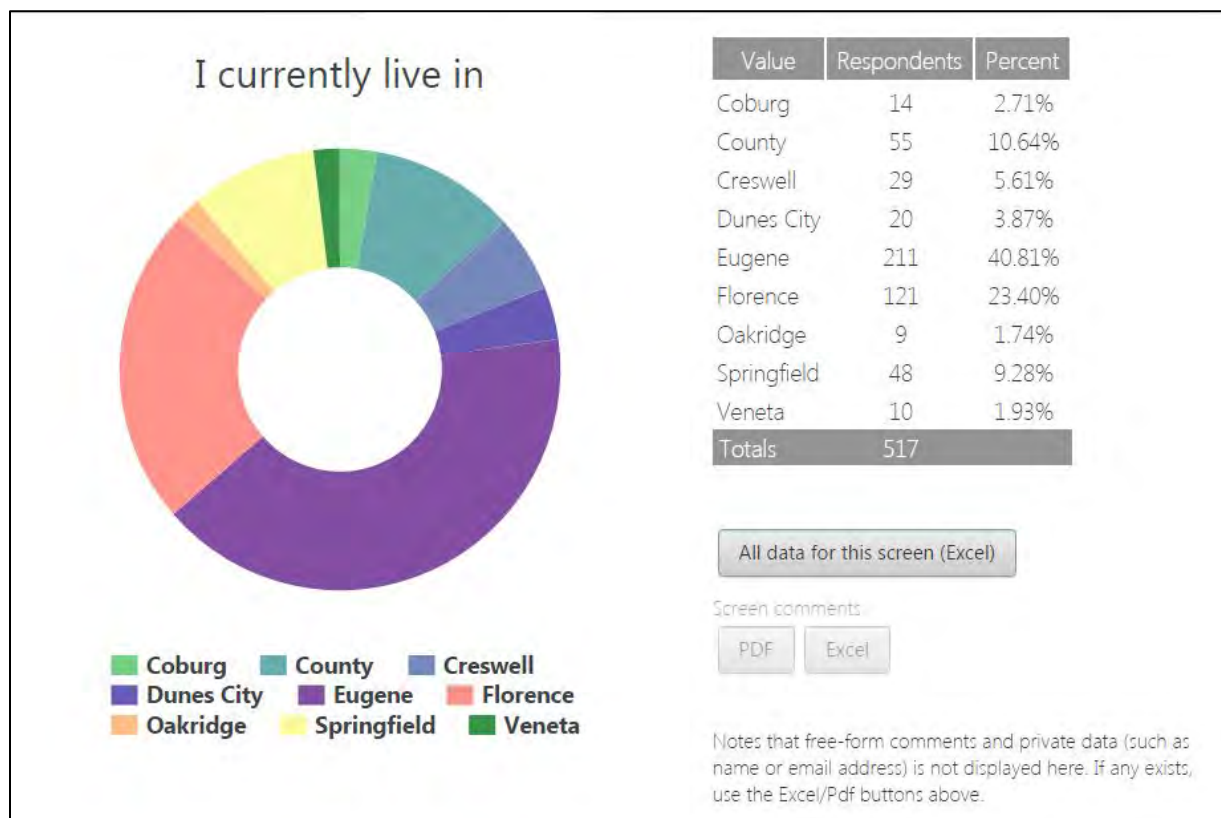 I currently live in
Coburg County Creswell
Dunes City Eugene Florence
Oakridge Springfield Veneta
Value Respondents Percent
Coburg 14 2.71%
County 55 10.64%
Creswell 29 5.61%
Dunes City 20 3.87%
Eugene 211 40.81%
Florence 121 23.40%
Oakridge 9 1.74%
Springfield 48 9.28%
Veneta 10 1.93%
Totals 517
All data for this screen (Excel)
Screen comments
PDF Excel
Notes that free-form comments and private data (such as
name or email address) is not displayed here. If any exists,
use the Excel/Pdf buttons above.